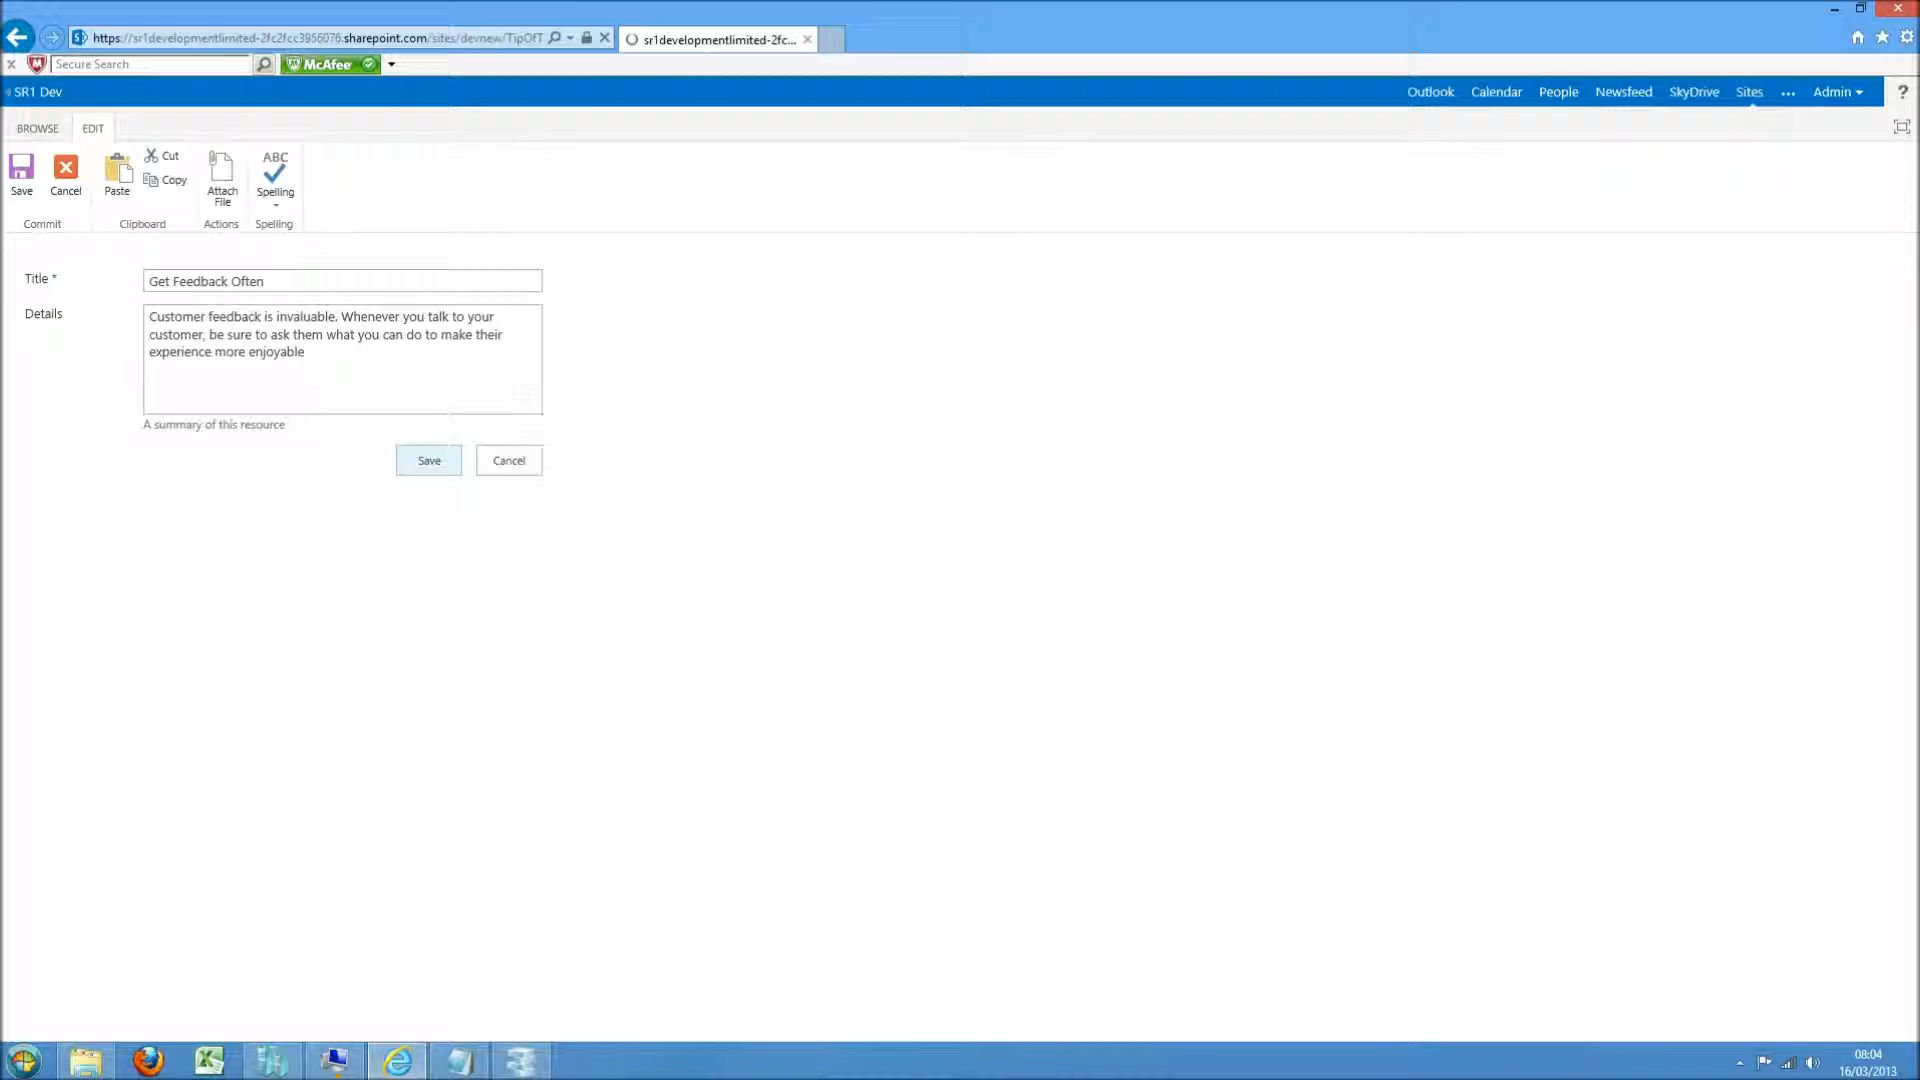 https://sr1developmentlimited-2fc2fcc3956076.sharepoint.com/sites/devnew/TipOfT
sr1developmentlimited-2fc...
Secure Search
McAfee
SR1 Dev
Outlook Calendar People Newsfeed SkyDrive Sites ... Admin ?
BROWSE EDIT
Save Cancel Paste Cut Copy Attach File ABC Spelling
Commit Clipboard Actions Spelling
Title * Get Feedback Often
Details
Customer feedback is invaluable. Whenever you talk to your
customer, be sure to ask them what you can do to make their
experience more enjoyable
A summary of this resource
Save Cancel
08:04
16/03/2013